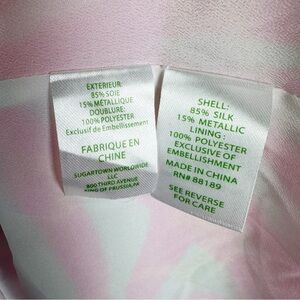 EXTERIEUR:
85% SOIE
15% MÉTALLIQUE
DOUBLURE:
100% POLYESTER
Exclusif de Embellissement
FABRIQUE EN
CHINE
SUGARTOWN WORLDWIDE
LLC
800 THIRD AVENUE
KING OF PRUSSIA,PA
SHELL:
85% SILK
15% METALLIC
LINING:
100% POLYESTER
EXCLUSIVE OF
EMBELLISHMENT
MADE IN CHINA
RN# 88189
SEE REVERSE
FOR CARE